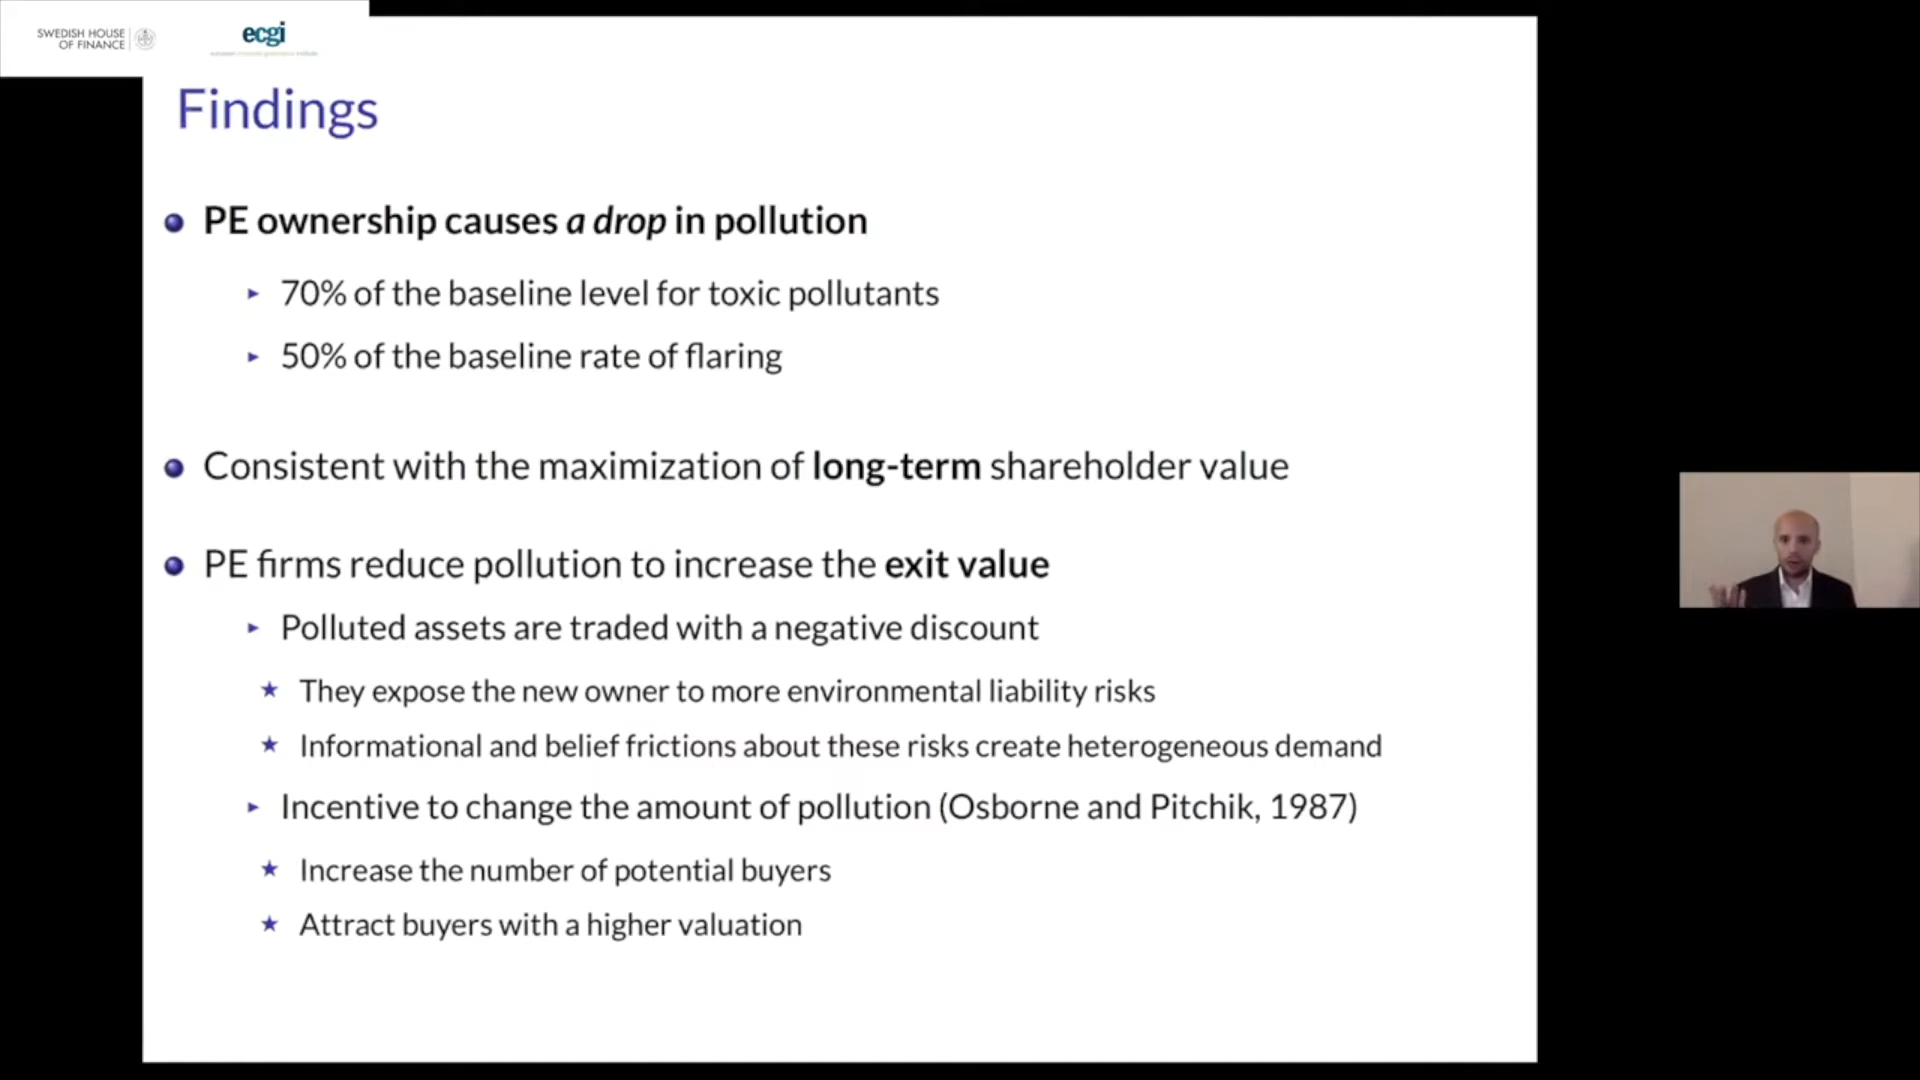 SWEDISH HOUSE
OF FINANCE
ecgi
Findings
PE ownership causes a drop in pollution
70% of the baseline level for toxic pollutants
50% of the baseline rate of flaring
Consistent with the maximization of long-term shareholder value
PE firms reduce pollution to increase the exit value
Polluted assets are traded with a negative discount
They expose the new owner to more environmental liability risks
Informational and belief frictions about these risks create heterogeneous demand
Incentive to change the amount of pollution (Osborne and Pitchik, 1987)
Increase the number of potential buyers
Attract buyers with a higher valuation